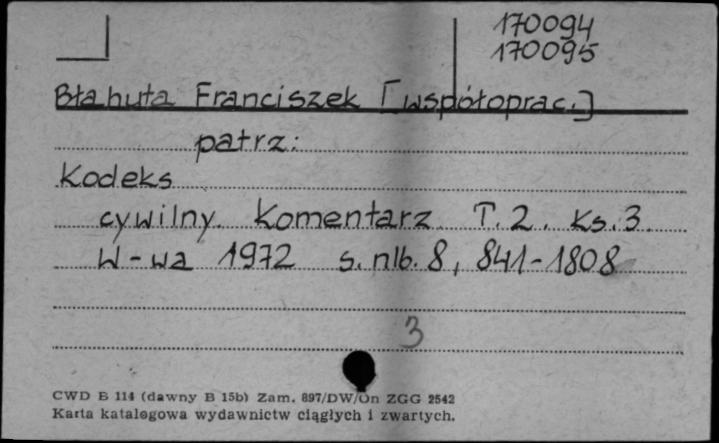 170094
170095
Błahuta Franciszek [współoprac.]
patrz:
Kodeks
cywilny. Komentarz. T. 2. Ks. 3.
W-wa 1972 s. nlb. 8, 841-1808
3
CWD B 114 (dawny B 15b) Zam. 897/DW/On ZGG 2542
Karta katalogowa wydawnictw ciągłych i zwartych.